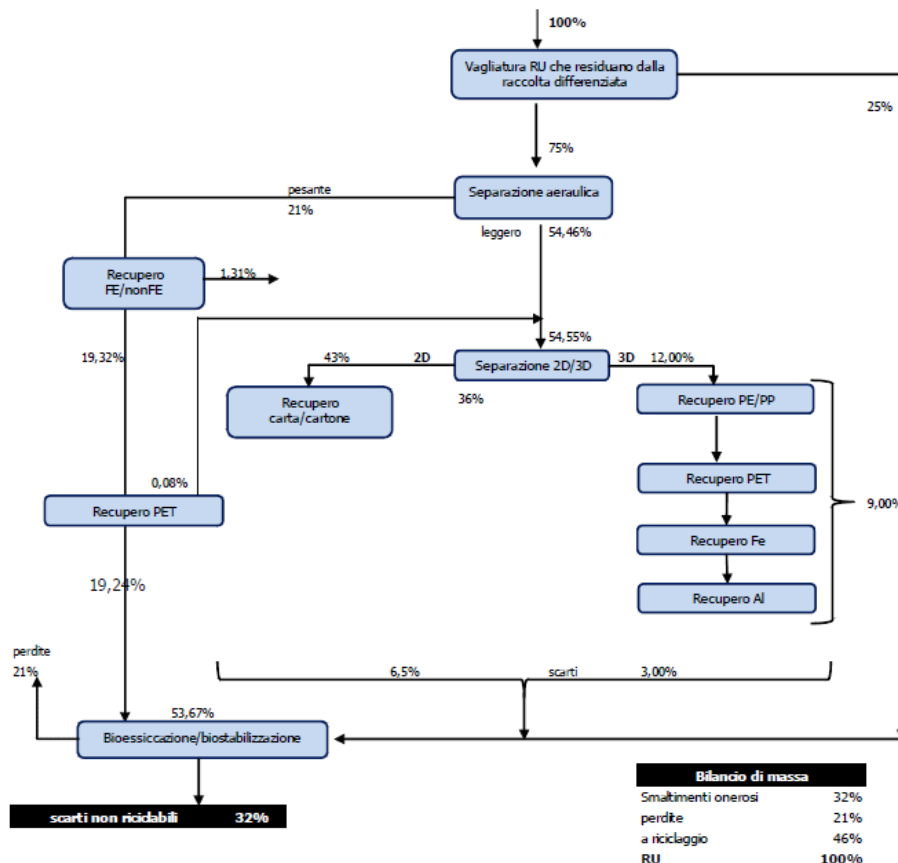 100%
Vagliatura RU che residuano dalla
raccolta differenziata
25%
75%
pesante
21%
Separazione aeraulica
leggero 54,46%
Recupero
FE/nonFE
1,31%
54,55%
19,32%
43% 2D
Separazione 2D/3D
3D 12,00%
36%
Recupero
carta/cartone
Recupero PE/PP
0,08%
Recupero PET
Recupero PET
9,00%
Recupero Fe
19,24%
Recupero Al
perdite
21%
6,5% scarti 3,00%
53,67%
Bioessiccazione/biostabilizzazione
scarti non riciclabili 32%
Bilancio di massa
Smaltimenti onerosi 32%
perdite 21%
a riciclaggio 46%
RU 100%